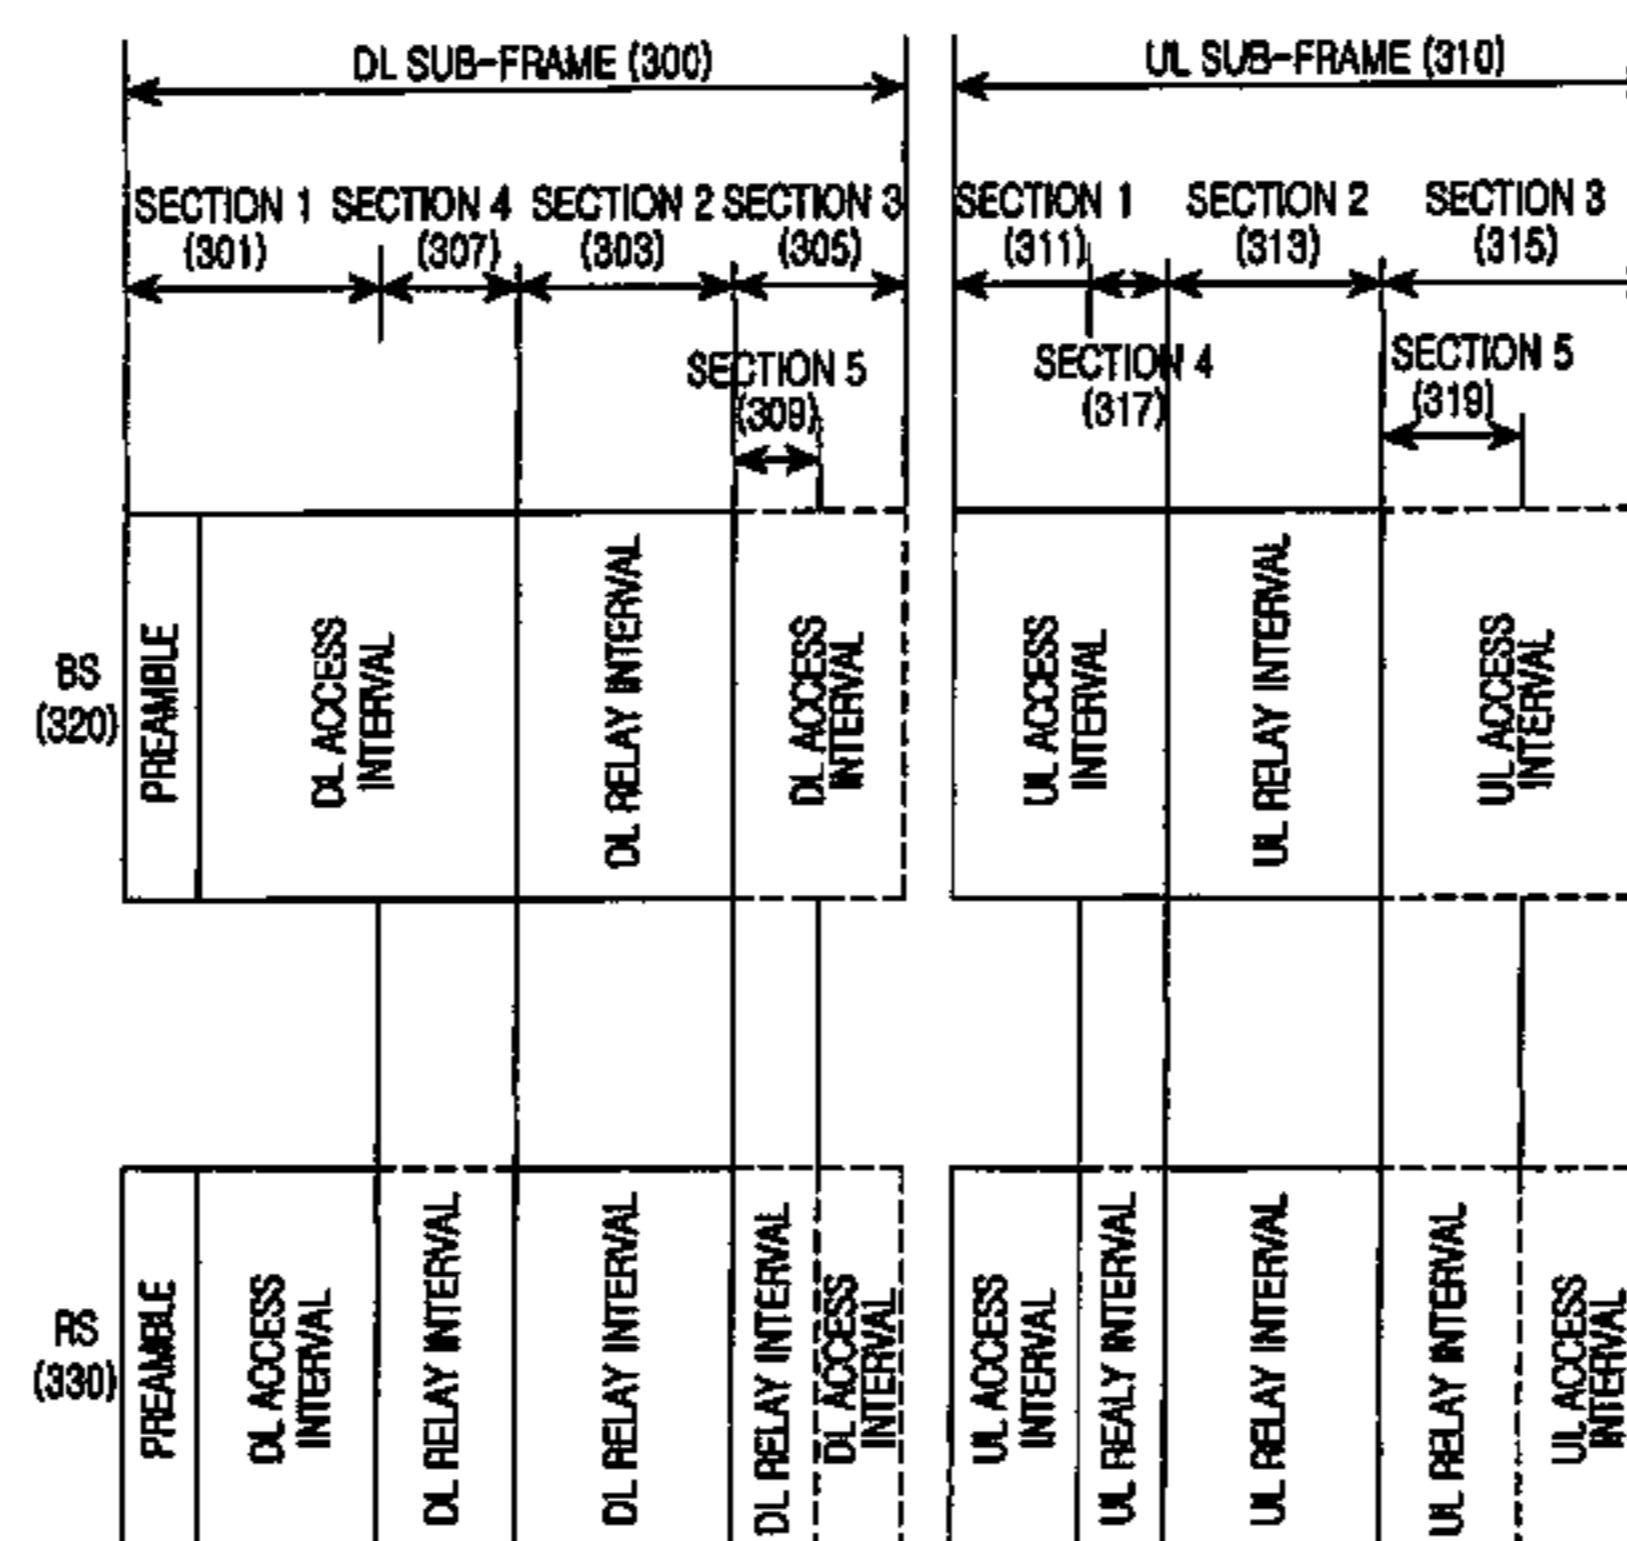 DL SUB-FRAME (300)
UL SUB-FRAME (310)
SECTION 1
(301)
SECTION 4
(307)
SECTION 2
(303)
SECTION 3
(305)
SECTION 1
(311)
SECTION 2
(313)
SECTION 3
(315)
SECTION 5
(309)
SECTION 4
(317)
SECTION 5
(319)
BS
(320)
PREAMBLE
DL ACCESS
INTERVAL
DL RELAY INTERVAL
DL ACCESS
INTERVAL
UL ACCESS
INTERVAL
UL RELAY INTERVAL
UL ACCESS
INTERVAL
RS
(330)
PREAMBLE
DL ACCESS
INTERVAL
DL RELAY INTERVAL
DL RELAY INTERVAL
DL RELAY INTERVAL
DL ACCESS
INTERVAL
UL ACCESS
INTERVAL
UL REALY INTERVAL
UL RELAY INTERVAL
UL RELAY INTERVAL
UL ACCESS
INTERVAL